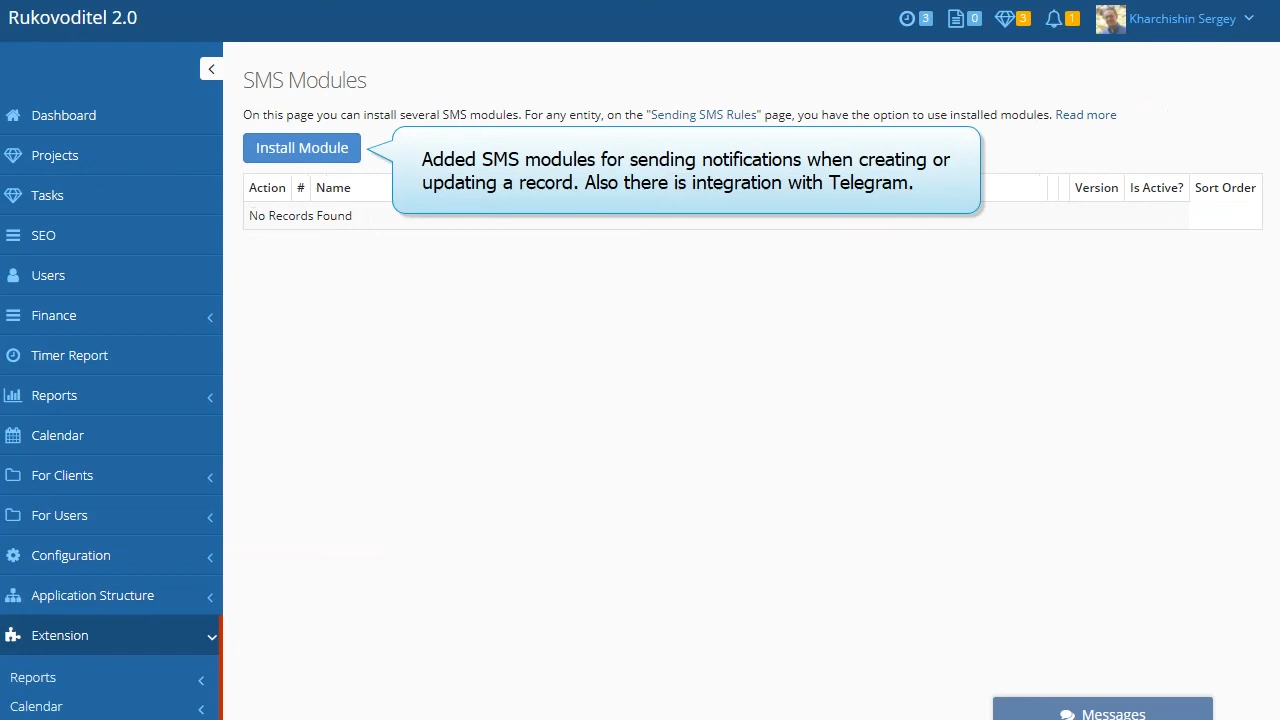 Rukovoditel 2.0
3
0
3
1
Kharchishin Sergey
Dashboard
Projects
Tasks
SEO
Users
Finance
Timer Report
Reports
Calendar
For Clients
For Users
Configuration
Application Structure
Extension
Reports
Calendar
SMS Modules
On this page you can install several SMS modules. For any entity, on the "Sending SMS Rules" page, you have the option to use installed modules. Read more
Install Module
Added SMS modules for sending notifications when creating or
updating a record. Also there is integration with Telegram.
Action # Name Version Is Active? Sort Order
No Records Found
Messages